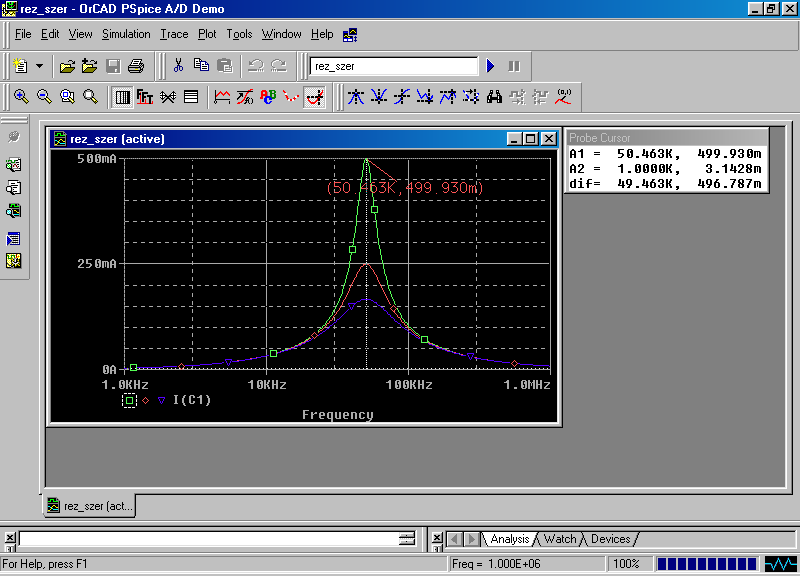 rez_szer - OrCAD PSpice A/D Demo
File Edit View Simulation Trace Plot Tools Window Help
rez_szer
rez_szer (active)
500mA
(50.463K,499.930m)
250mA
0A
1.0KHz 10KHz 100KHz 1.0MHz
I(C1)
Frequency
Probe Cursor
A1 = 50.463K, 499.930m
A2 = 1.0000K, 3.1428m
dif= 49.463K, 496.787m
rez_szer (act...
Analysis Watch Devices
For Help, press F1 Freq = 1.000E+06 100%